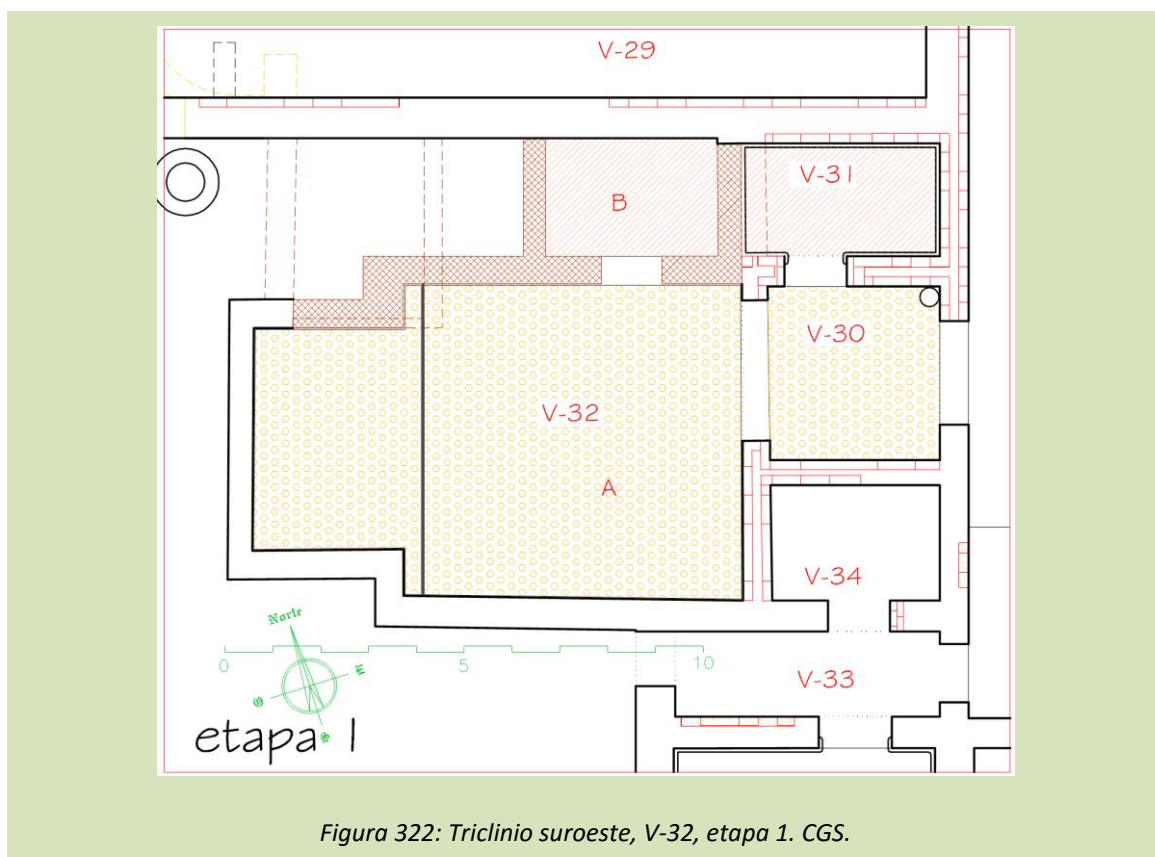 V-29
V-31
B
V-30
V-32
A
V-34
Norte
E
0 5 10
O
V-33
S
etapa 1
Figura 322: Triclinio suroeste, V-32, etapa 1. CGS.